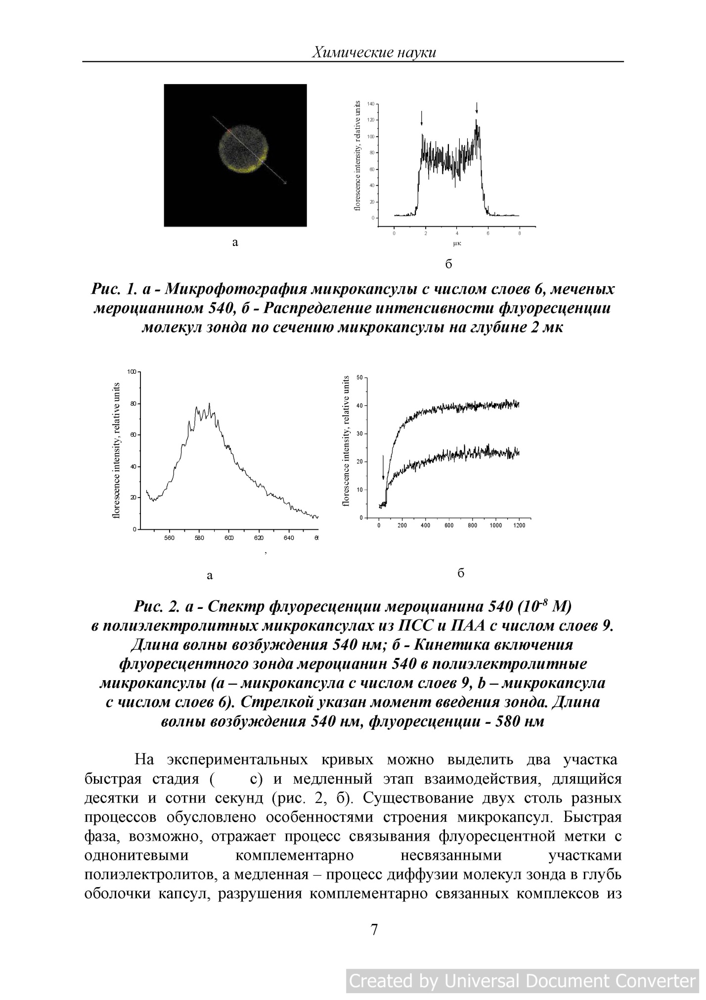 Химические науки
florescence intensity, relative units
140
120
100
80
60
40
20
0
0 2 4 6 8
μк
а
б
Рис. 1. а - Микрофотография микрокапсулы с числом слоев 6, меченых
мероцианином 540, б - Распределение интенсивности флуоресценции
молекул зонда по сечению микрокапсулы на глубине 2 мк
florescence intensity, relative units
100
80
60
40
20
0
560 580 600 620 640
,
florescence intensity, relative units
50
40
30
20
10
0
0 200 400 600 800 1000 1200
а
б
Рис. 2. а - Спектр флуоресценции мероцианина 540 (10⁻⁸ М)
в полиэлектролитных микрокапсулах из ПСС и ПАА с числом слоев 9.
Длина волны возбуждения 540 нм; б - Кинетика включения
флуоресцентного зонда мероцианин 540 в полиэлектролитные
микрокапсулы (a – микрокапсула с числом слоев 9, b – микрокапсула
с числом слоев 6). Стрелкой указан момент введения зонда. Длина
волны возбуждения 540 нм, флуоресценции - 580 нм
На экспериментальных кривых можно выделить два участка
быстрая стадия ( с) и медленный этап взаимодействия, длящийся
десятки и сотни секунд (рис. 2, б). Существование двух столь разных
процессов обусловлено особенностями строения микрокапсул. Быстрая
фаза, возможно, отражает процесс связывания флуоресцентной метки с
однонитевыми комплементарно несвязанными участками
полиэлектролитов, а медленная – процесс диффузии молекул зонда в глубь
оболочки капсул, разрушения комплементарно связанных комплексов из
7
Created by Universal Document Converter